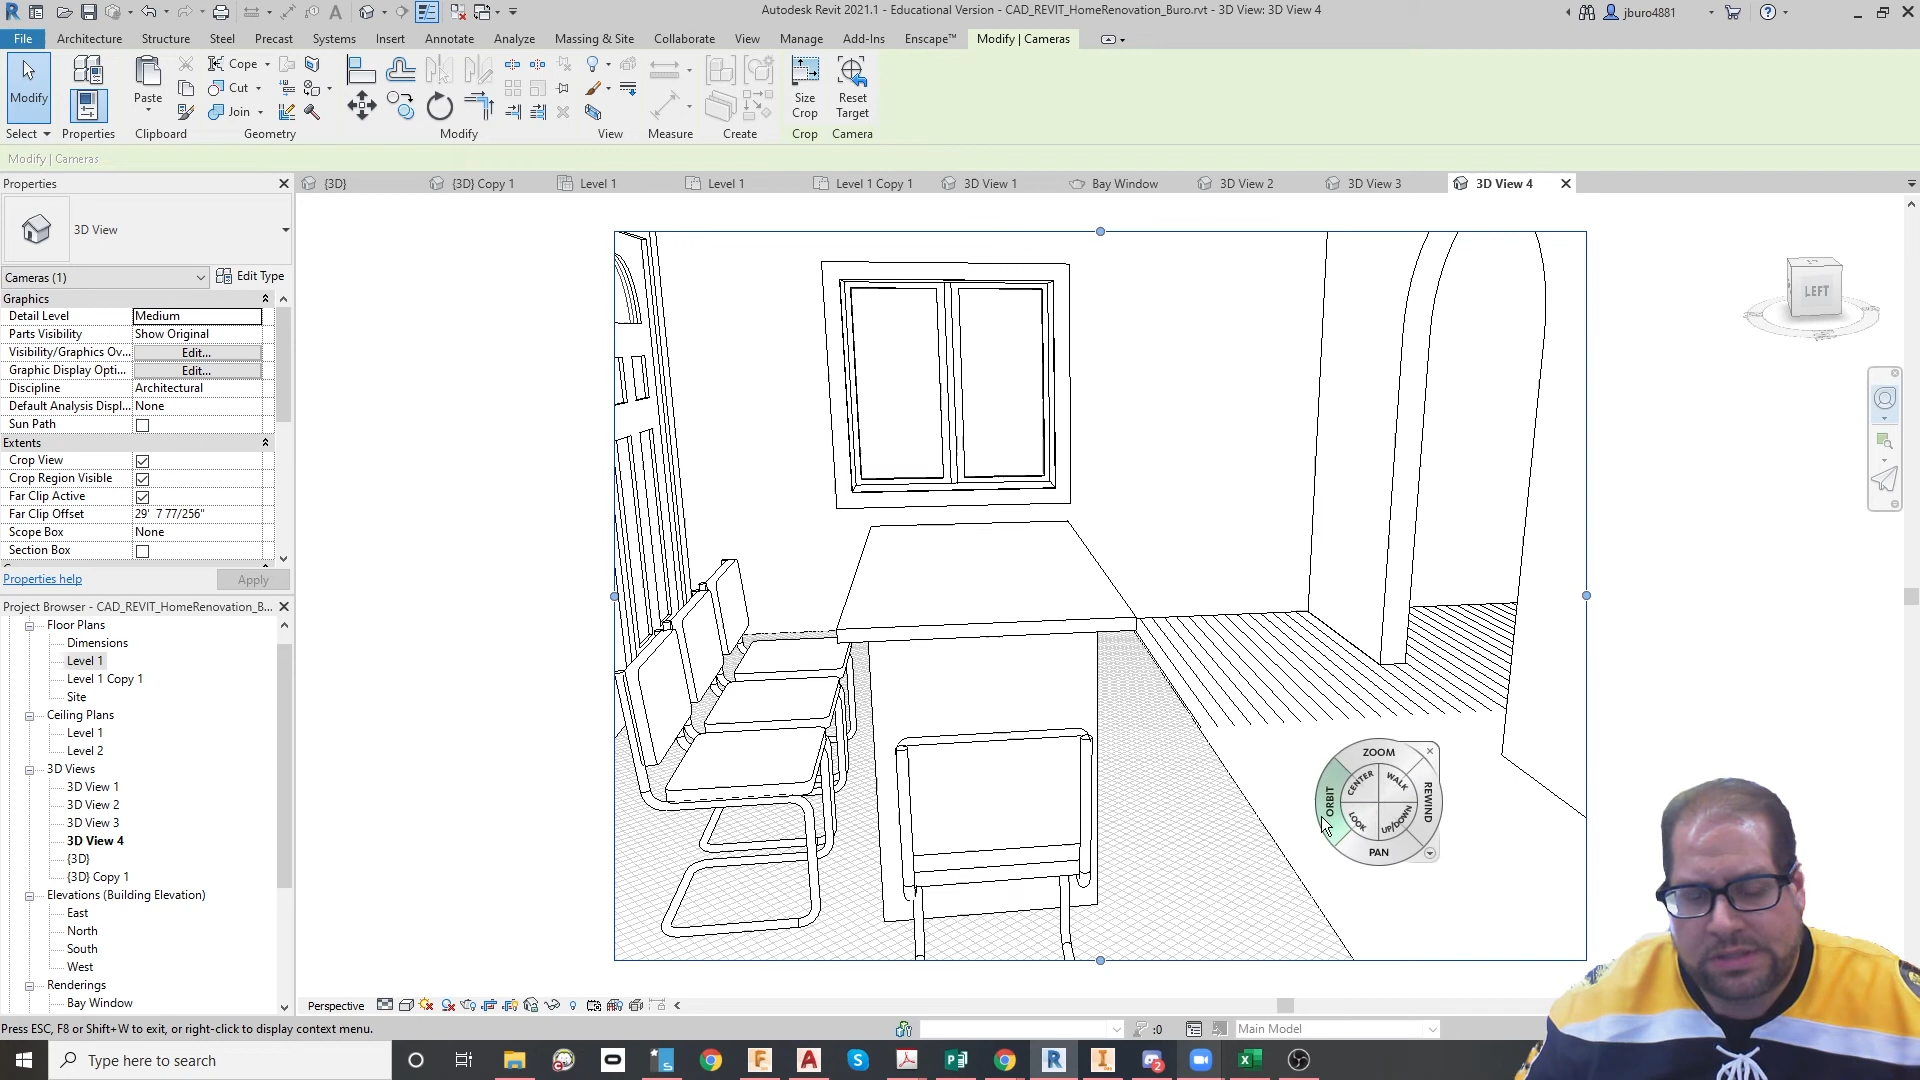 Autodesk Revit 2021.1 - Educational Version - CAD_REVIT_HomeRenovation_Buro.rvt - 3D View: 3D View 4
jburo4881
File Architecture Structure Steel Precast Systems Insert Annotate Analyze Massing & Site Collaborate View Manage Add-Ins Enscape™ Modify | Cameras
Modify
Paste
Cope
Cut
Join
Size Crop
Reset Target
Select Properties Clipboard Geometry Modify View Measure Create Crop Camera
Modify | Cameras
Properties
{3D} {3D} Copy 1 Level 1 Level 1 Level 1 Copy 1 3D View 1 Bay Window 3D View 2 3D View 3 3D View 4
3D View
Cameras (1) Edit Type
Graphics
Detail Level Medium
Parts Visibility Show Original
Visibility/Graphics Ov... Edit...
Graphic Display Opti... Edit...
Discipline Architectural
Default Analysis Displ... None
Sun Path
Extents
Crop View
Crop Region Visible
Far Clip Active
Far Clip Offset 29' 7 77/256"
Scope Box None
Section Box
Properties help Apply
Project Browser - CAD_REVIT_HomeRenovation_B...
Floor Plans
Dimensions
Level 1
Level 1 Copy 1
Site
Ceiling Plans
Level 1
Level 2
3D Views
3D View 1
3D View 2
3D View 3
3D View 4
{3D}
{3D} Copy 1
Elevations (Building Elevation)
East
North
South
West
Renderings
Bay Window
LEFT
ZOOM
CENTER WALK
ORBIT REWIND
LOOK UP/DOWN
PAN
Perspective
Press ESC, F8 or Shift+W to exit, or right-click to display context menu.
:0 Main Model
Type here to search